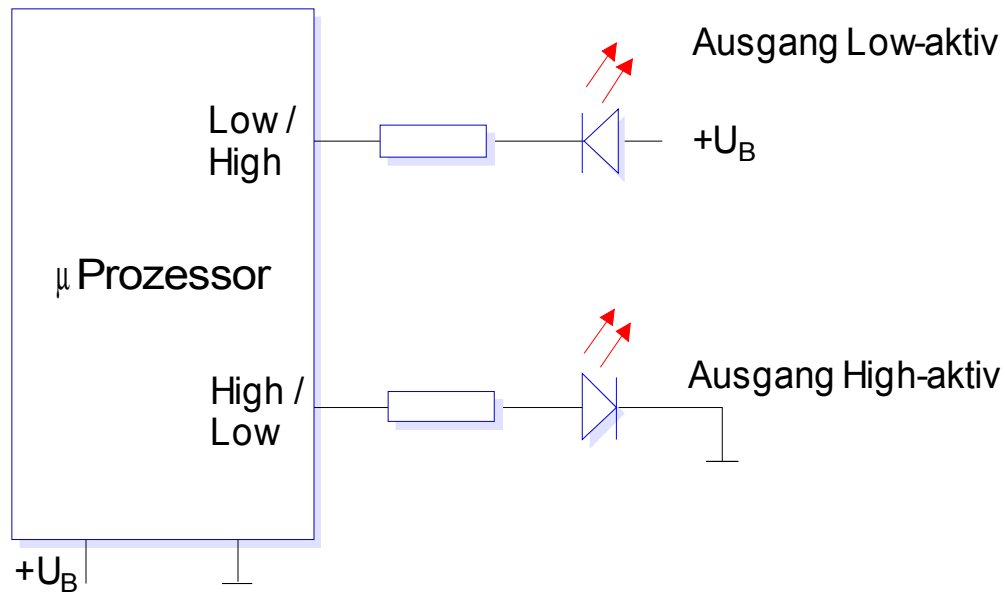 Ausgang Low-aktiv
Low /
High
+UB
µ Prozessor
Ausgang High-aktiv
High /
Low
+UB